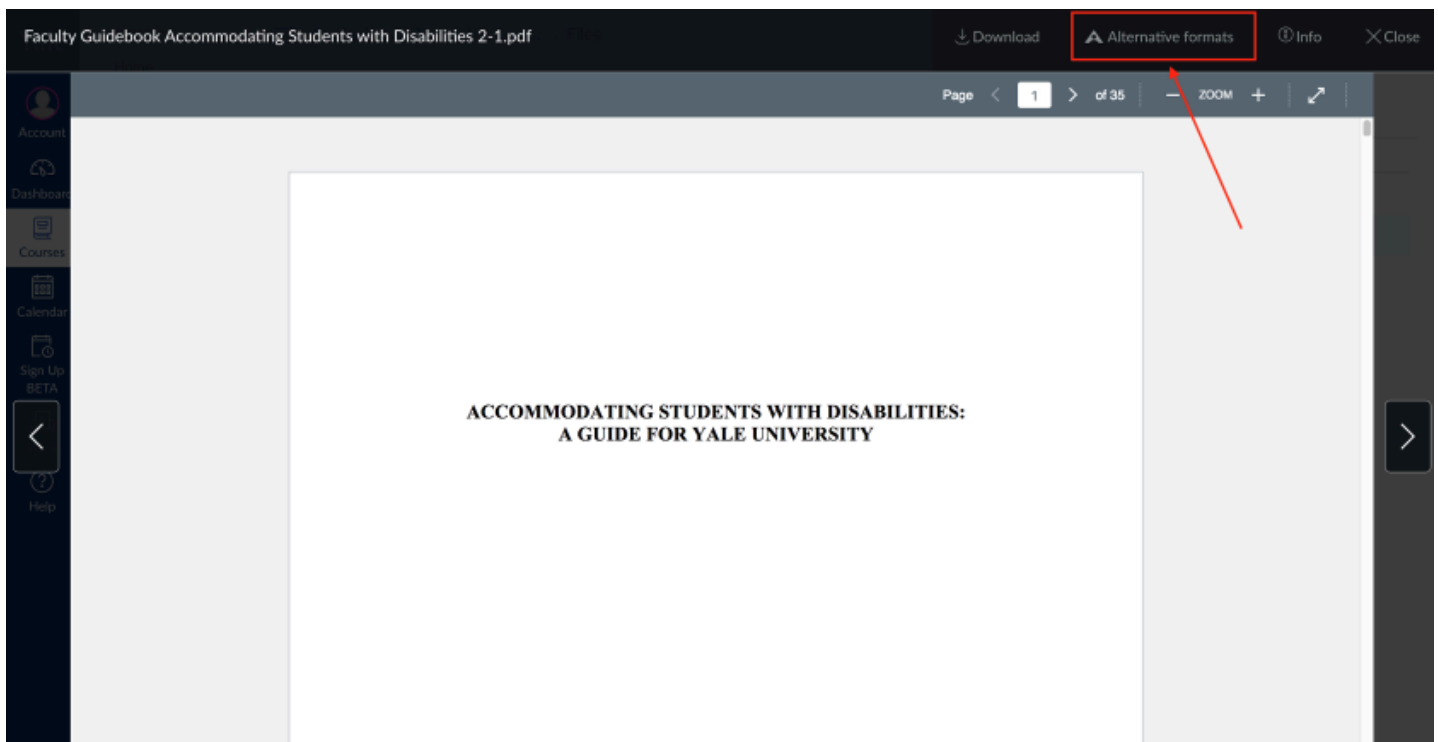 Faculty Guidebook Accommodating Students with Disabilities 2-1.pdf
Files
Download
Alternative formats
Info
Close
Page 1 of 35
ZOOM
Account
Dashboard
Courses
Calendar
Sign Up
BETA
Help
ACCOMMODATING STUDENTS WITH DISABILITIES:
A GUIDE FOR YALE UNIVERSITY